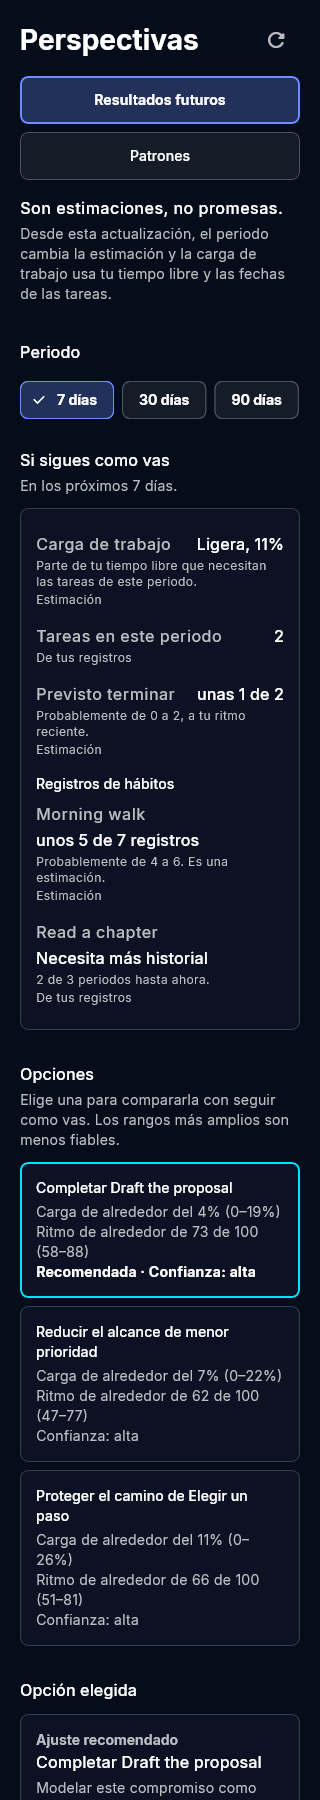 Perspectivas
Resultados futuros
Patrones
Son estimaciones, no promesas.
Desde esta actualización, el periodo
cambia la estimación y la carga de
trabajo usa tu tiempo libre y las fechas
de las tareas.
Periodo
7 días
30 días
90 días
Si sigues como vas
En los próximos 7 días.
Carga de trabajo Ligera, 11%
Parte de tu tiempo libre que necesitan
las tareas de este periodo.
Estimación
Tareas en este periodo 2
De tus registros
Previsto terminar unas 1 de 2
Probablemente de 0 a 2, a tu ritmo
reciente.
Estimación
Registros de hábitos
Morning walk
unos 5 de 7 registros
Probablemente de 4 a 6. Es una
estimación.
Estimación
Read a chapter
Necesita más historial
2 de 3 periodos hasta ahora.
De tus registros
Opciones
Elige una para compararla con seguir
como vas. Los rangos más amplios son
menos fiables.
Completar Draft the proposal
Carga de alrededor del 4% (0–19%)
Ritmo de alrededor de 73 de 100
(58–88)
Recomendada · Confianza: alta
Reducir el alcance de menor
prioridad
Carga de alrededor del 7% (0–22%)
Ritmo de alrededor de 62 de 100
(47–77)
Confianza: alta
Proteger el camino de Elegir un
paso
Carga de alrededor del 11% (0–
26%)
Ritmo de alrededor de 66 de 100
(51–81)
Confianza: alta
Opción elegida
Ajuste recomendado
Completar Draft the proposal
Modelar este compromiso como